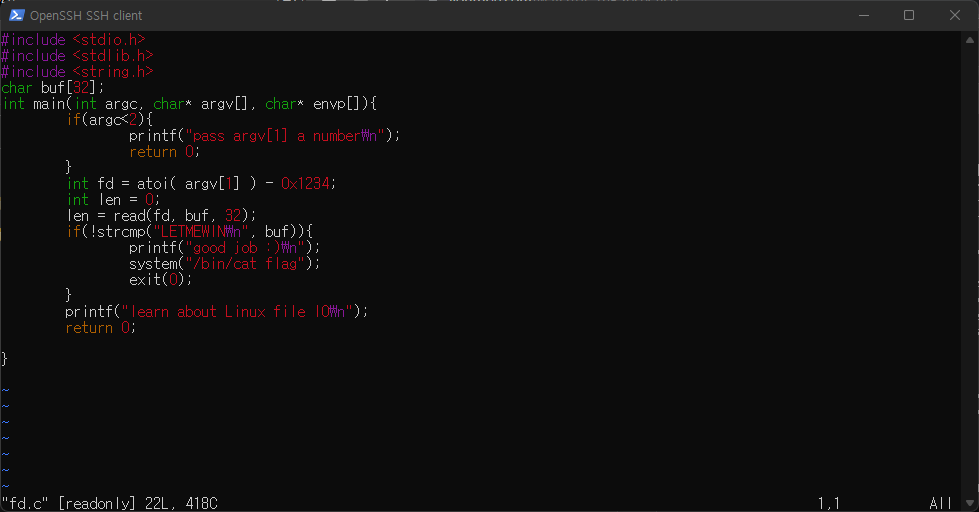 OpenSSH SSH client
#include <stdio.h>
#include <stdlib.h>
#include <string.h>
char buf[32];
int main(int argc, char* argv[], char* envp[]){
        if(argc<2){
                printf("pass argv[1] a number₩n");
                return 0;
        }
        int fd = atoi( argv[1] ) - 0x1234;
        int len = 0;
        len = read(fd, buf, 32);
        if(!strcmp("LETMEWIN₩n", buf)){
                printf("good job :)₩n");
                system("/bin/cat flag");
                exit(0);
        }
        printf("learn about Linux file IO₩n");
        return 0;
}
~
~
~
~
~
~
~
"fd.c" [readonly] 22L, 418C 1,1 All